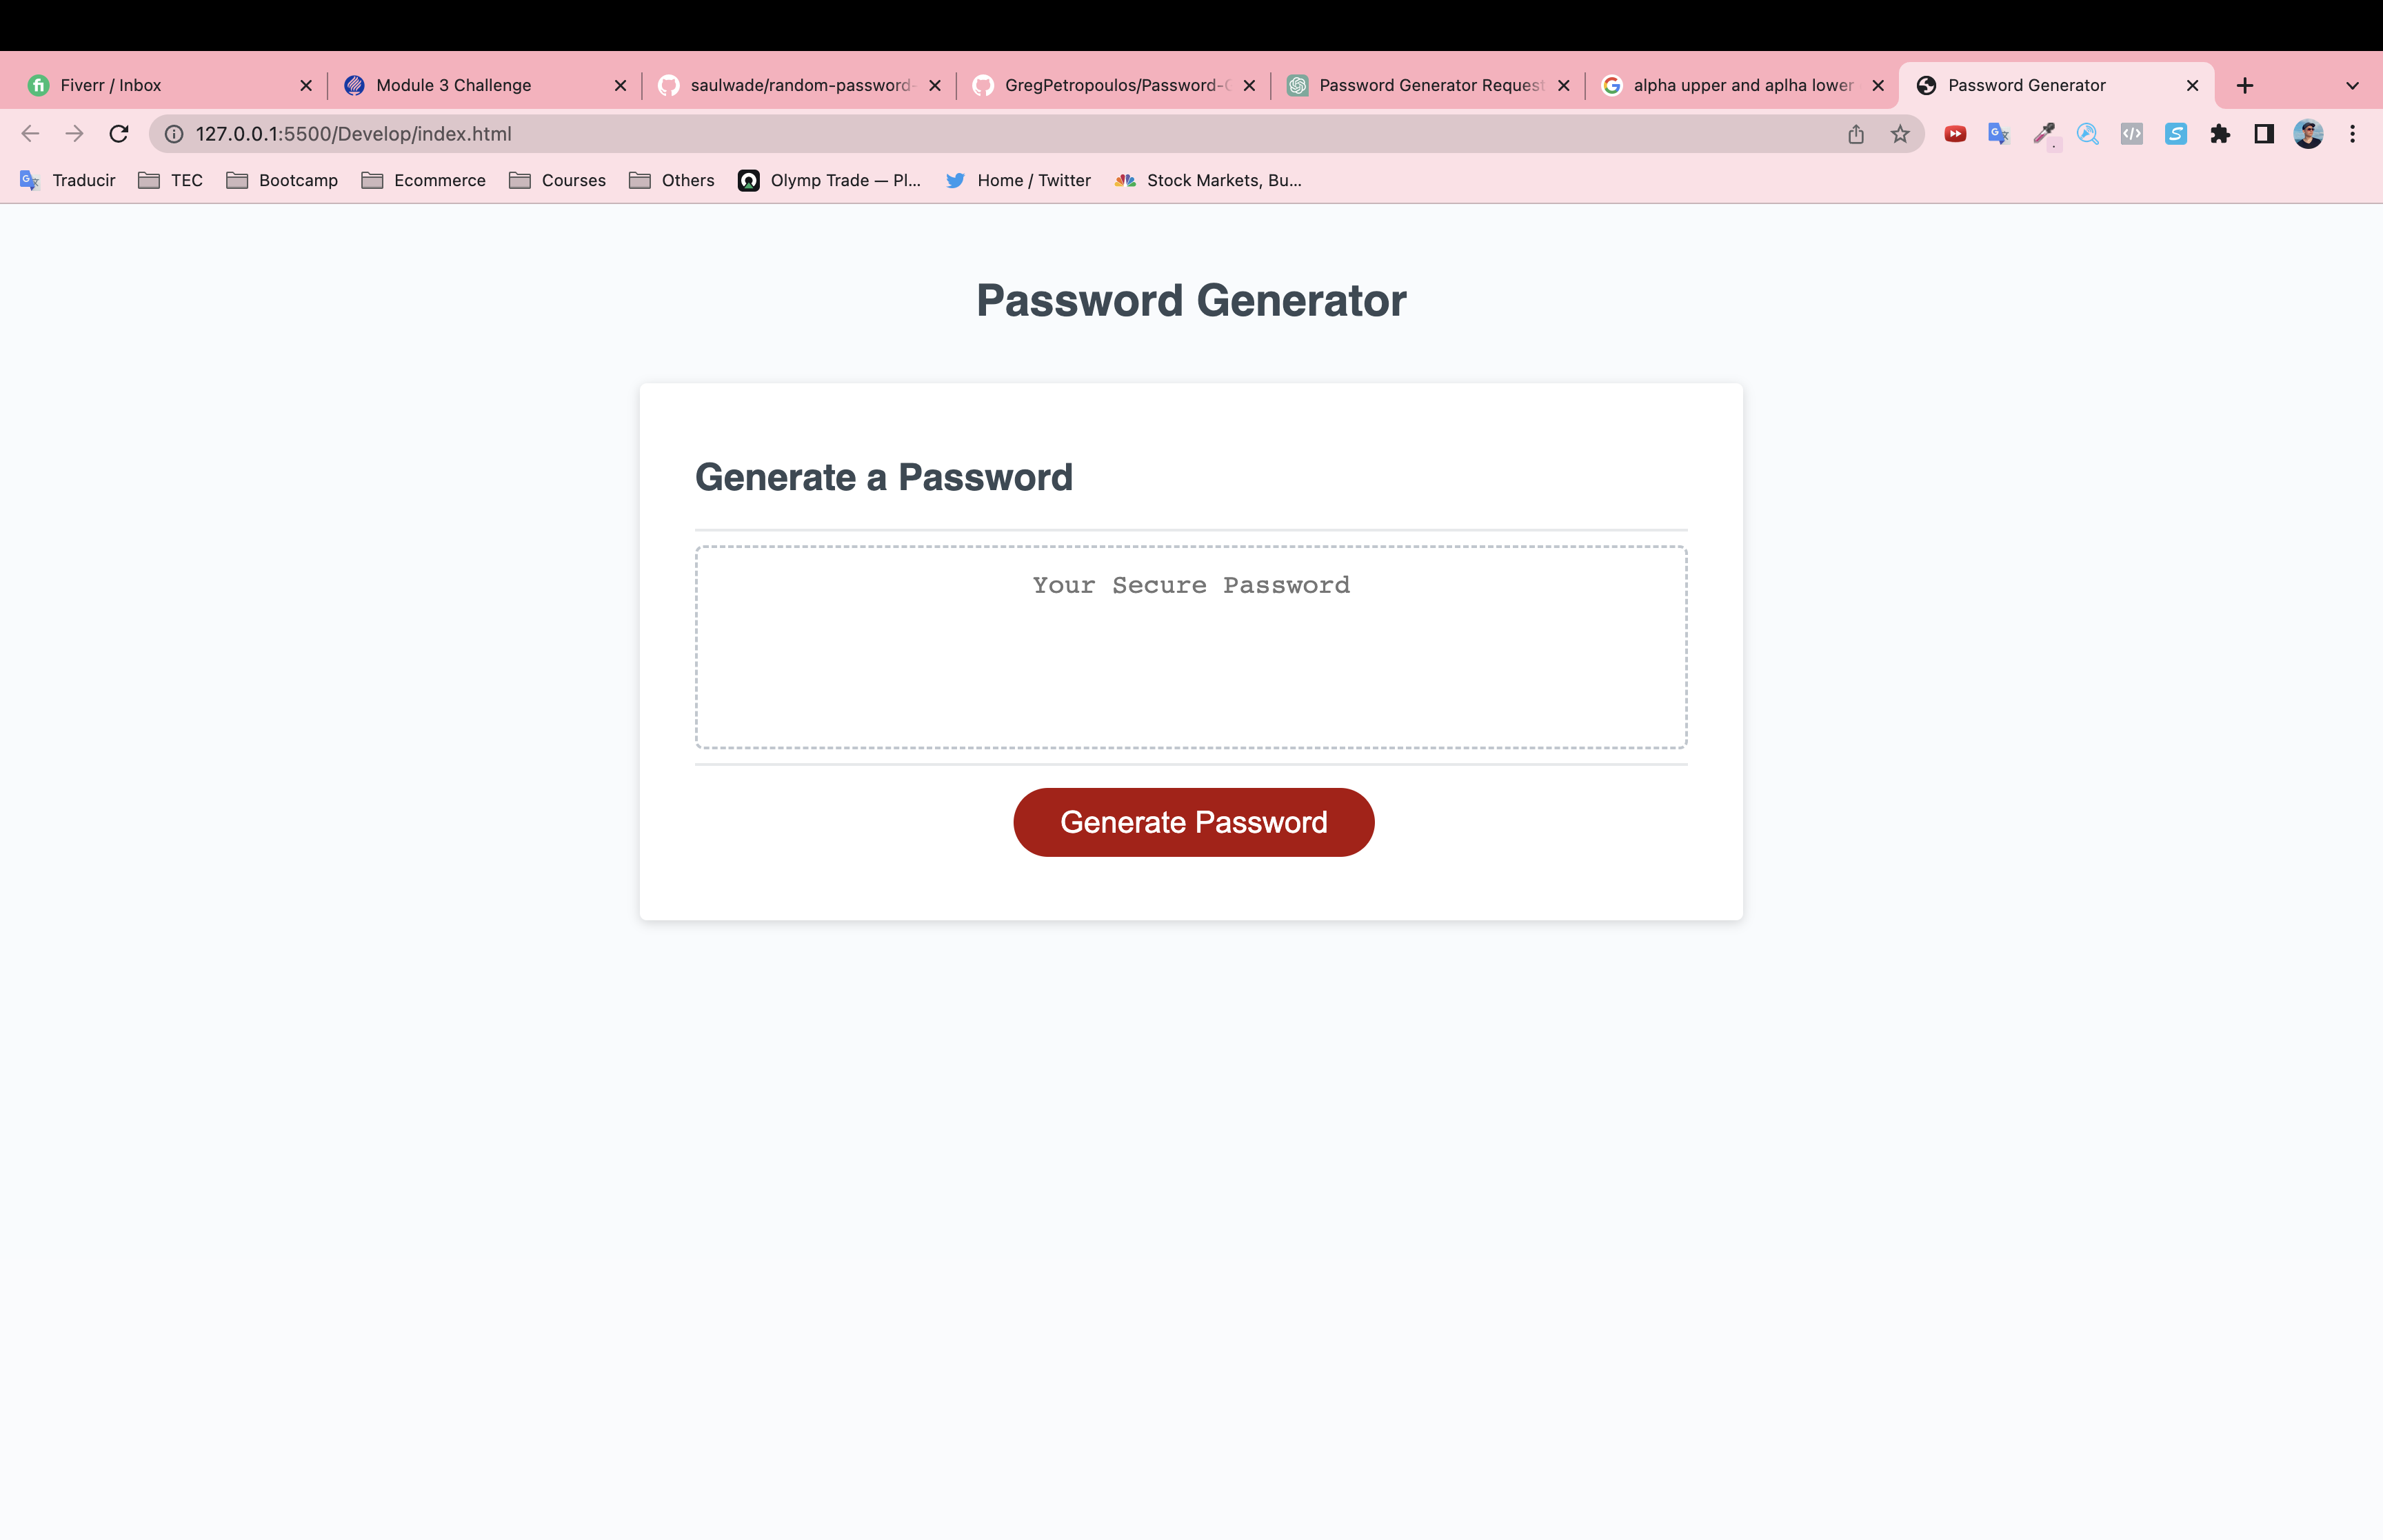 Fiverr / Inbox
Module 3 Challenge
saulwade/random-password-
GregPetropoulos/Password-
Password Generator Request
alpha upper and aplha lower
Password Generator
127.0.0.1:5500/Develop/index.html
Traducir
TEC
Bootcamp
Ecommerce
Courses
Others
Olymp Trade — Pl...
Home / Twitter
Stock Markets, Bu...
Password Generator
Generate a Password
Your Secure Password
Generate Password